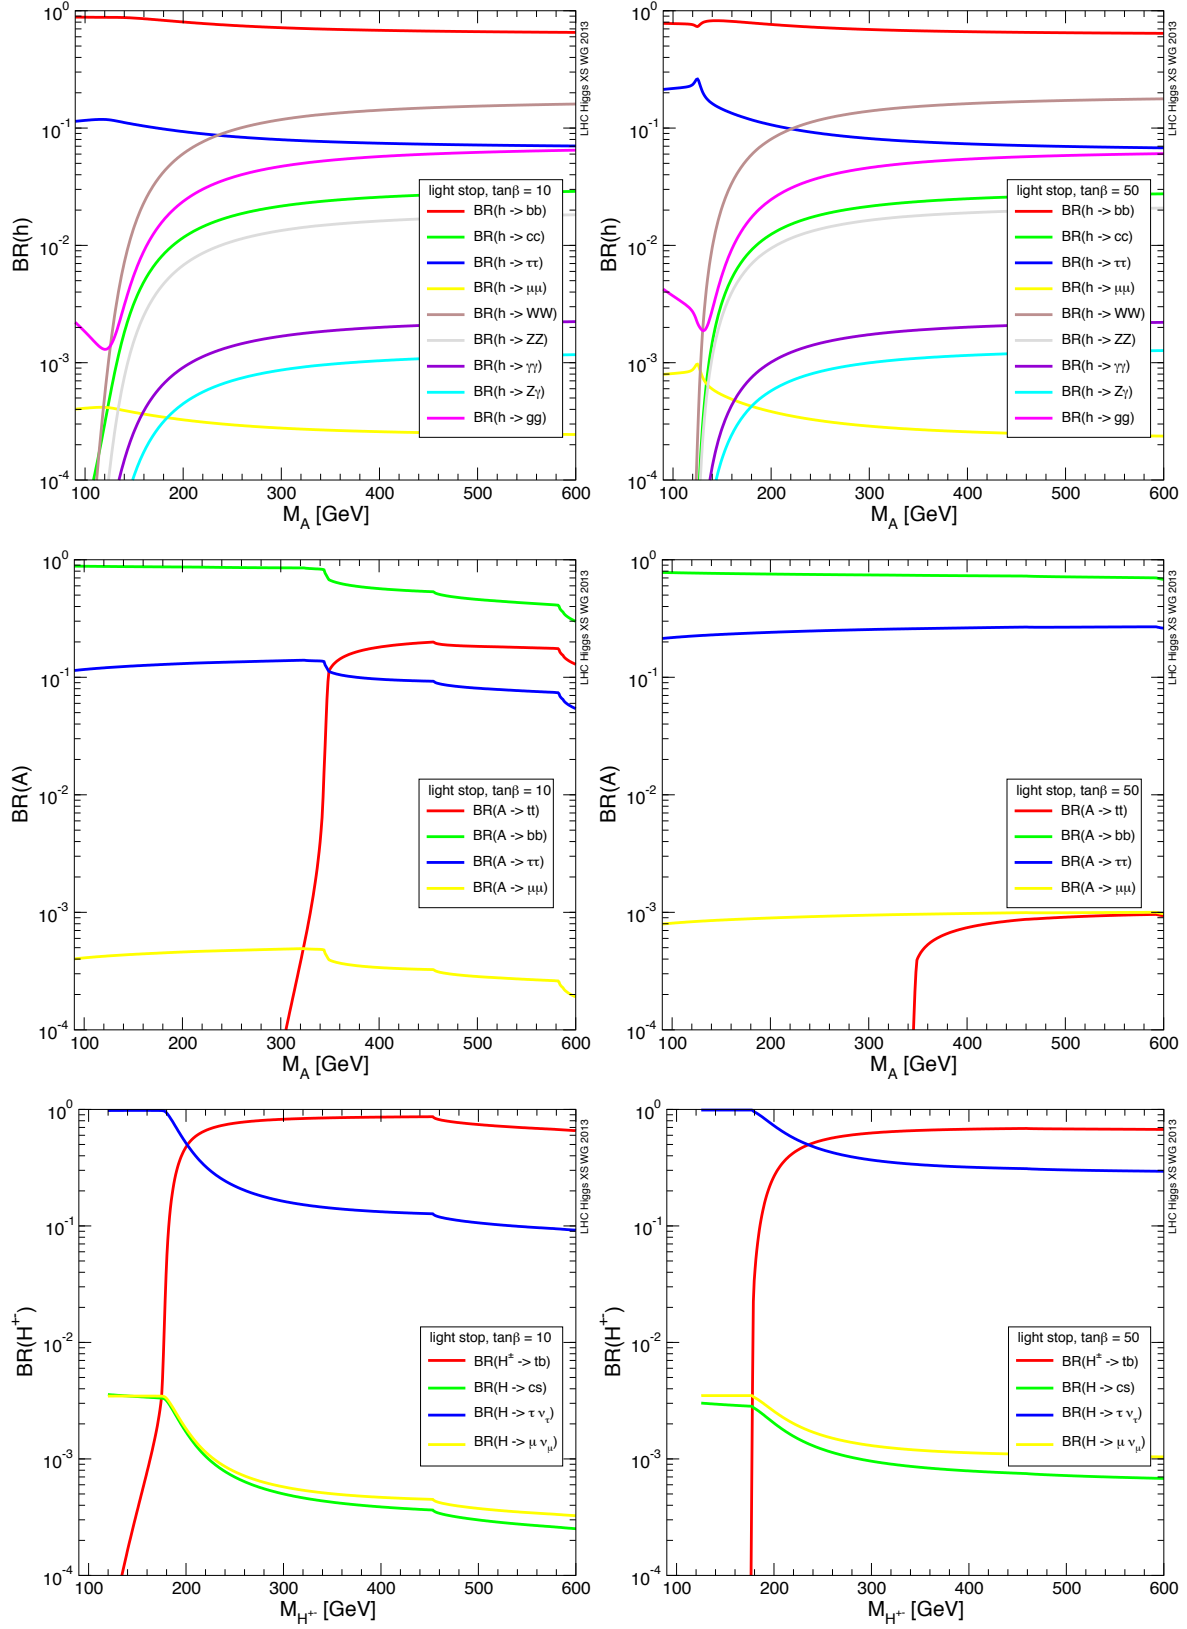 10^0
10^-1
10^-2
10^-3
10^-4
BR(h)
100 200 300 400 500 600
M_A [GeV]
LHC Higgs XS WG 2013
light stop, tanβ = 10
BR(h -> bb)
BR(h -> cc)
BR(h -> ττ)
BR(h -> μμ)
BR(h -> WW)
BR(h -> ZZ)
BR(h -> γγ)
BR(h -> Zγ)
BR(h -> gg)
10^0
10^-1
10^-2
10^-3
10^-4
BR(h)
100 200 300 400 500 600
M_A [GeV]
LHC Higgs XS WG 2013
light stop, tanβ = 50
BR(h -> bb)
BR(h -> cc)
BR(h -> ττ)
BR(h -> μμ)
BR(h -> WW)
BR(h -> ZZ)
BR(h -> γγ)
BR(h -> Zγ)
BR(h -> gg)
10^0
10^-1
10^-2
10^-3
10^-4
BR(A)
100 200 300 400 500 600
M_A [GeV]
LHC Higgs XS WG 2013
light stop, tanβ = 10
BR(A -> tt)
BR(A -> bb)
BR(A -> ττ)
BR(A -> μμ)
10^0
10^-1
10^-2
10^-3
10^-4
BR(A)
100 200 300 400 500 600
M_A [GeV]
LHC Higgs XS WG 2013
light stop, tanβ = 50
BR(A -> tt)
BR(A -> bb)
BR(A -> ττ)
BR(A -> μμ)
10^0
10^-1
10^-2
10^-3
10^-4
BR(H^+-)
100 200 300 400 500 600
M_H^+- [GeV]
LHC Higgs XS WG 2013
light stop, tanβ = 10
BR(H^± -> tb)
BR(H -> cs)
BR(H -> τ ν_τ)
BR(H -> μ ν_μ)
10^0
10^-1
10^-2
10^-3
10^-4
BR(H^+-)
100 200 300 400 500 600
M_H^+- [GeV]
LHC Higgs XS WG 2013
light stop, tanβ = 50
BR(H^± -> tb)
BR(H -> cs)
BR(H -> τ ν_τ)
BR(H -> μ ν_μ)